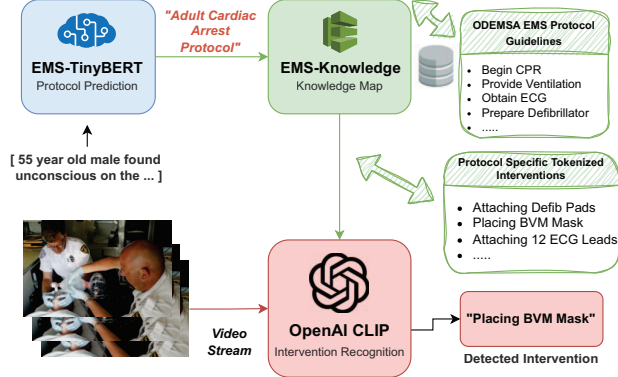 EMS-TinyBERT
Protocol Prediction
"Adult Cardiac
Arrest
Protocol"
EMS-Knowledge
Knowledge Map
ODEMSA EMS Protocol
Guidelines
• Begin CPR
• Provide Ventilation
• Obtain ECG
• Prepare Defibrillator
• .....
[ 55 year old male found
unconscious on the ... ]
Protocol Specific Tokenized
Interventions
• Attaching Defib Pads
• Placing BVM Mask
• Attaching 12 ECG Leads
• .....
Video
Stream
OpenAI CLIP
Intervention Recognition
"Placing BVM Mask"
Detected Intervention